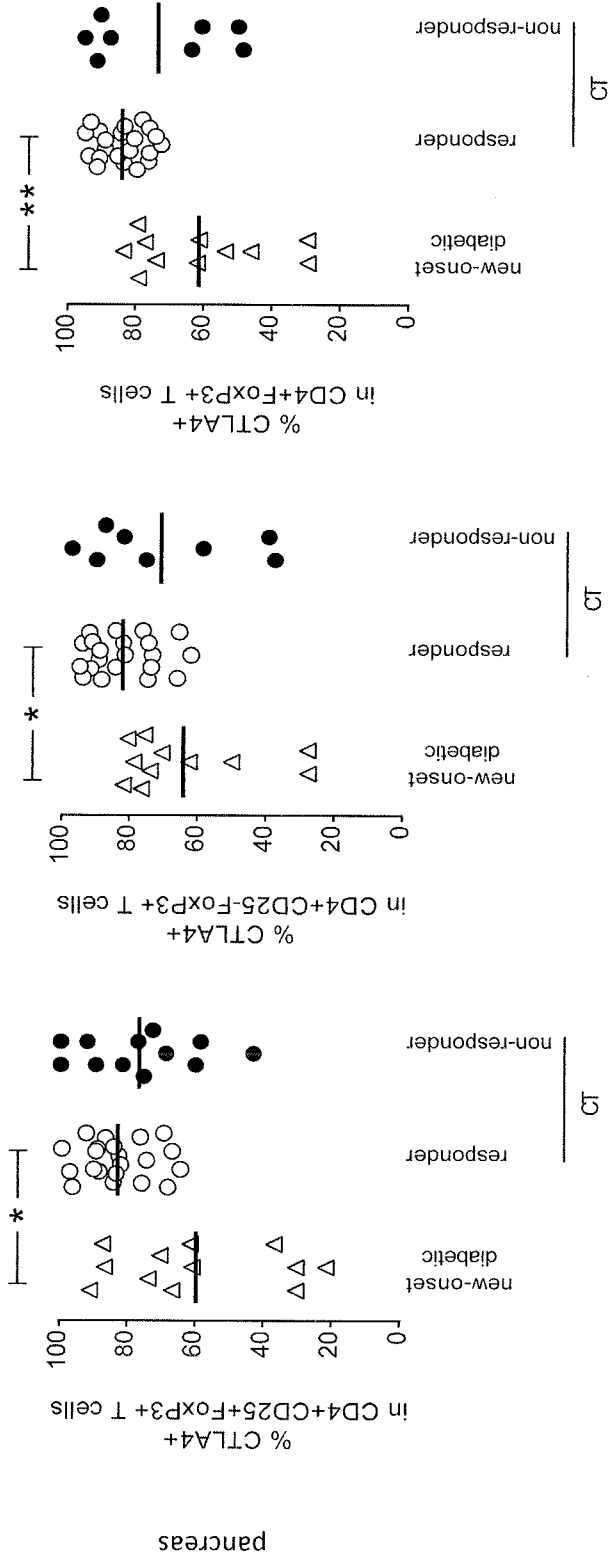 pancreas
% CTLA4+
in CD4+CD25+FoxP3+ T cells
100
80
60
40
20
0
*
new-onset
diabetic
responder
non-responder
CT
% CTLA4+
in CD4+CD25-FoxP3+ T cells
100
80
60
40
20
0
*
new-onset
diabetic
responder
non-responder
CT
% CTLA4+
in CD4+FoxP3+ T cells
100
80
60
40
20
0
**
new-onset
diabetic
responder
non-responder
CT